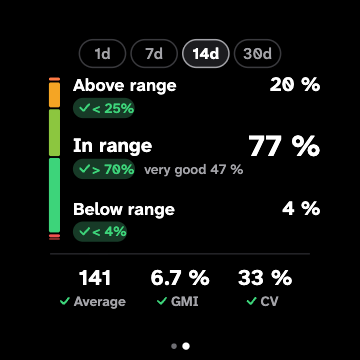 1d 7d 14d 30d
Above range 20 %
< 25%
In range 77 %
> 70% very good 47 %
Below range 4 %
< 4%
141 6.7 % 33 %
Average GMI CV